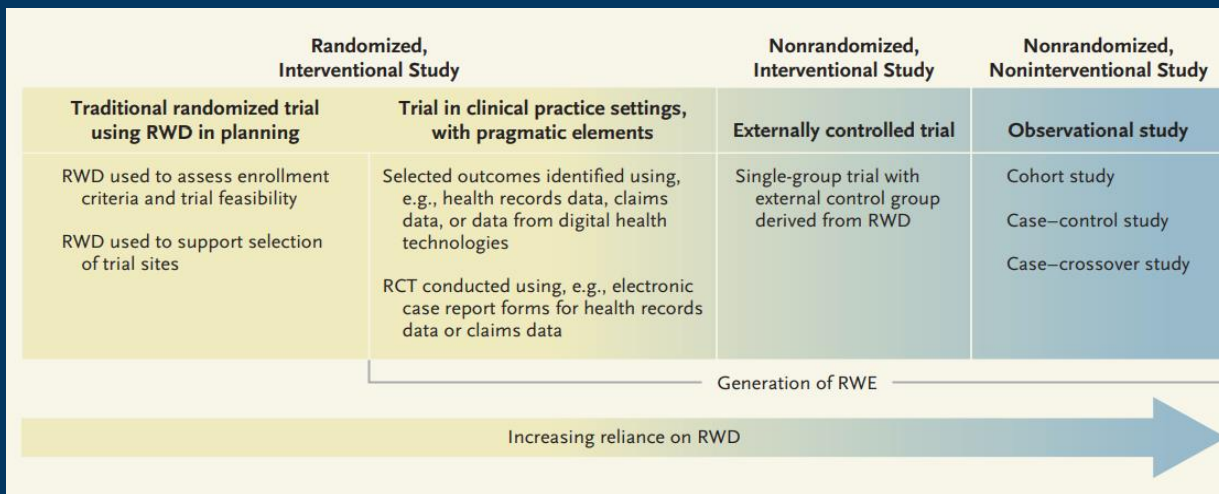 Randomized,
Interventional Study
Nonrandomized,
Interventional Study
Nonrandomized,
Noninterventional Study
Traditional randomized trial
using RWD in planning
Trial in clinical practice settings,
with pragmatic elements
Externally controlled trial
Observational study
RWD used to assess enrollment
criteria and trial feasibility
RWD used to support selection
of trial sites
Selected outcomes identified using,
e.g., health records data, claims
data, or data from digital health
technologies
RCT conducted using, e.g., electronic
case report forms for health records
data or claims data
Single-group trial with
external control group
derived from RWD
Cohort study
Case–control study
Case–crossover study
Generation of RWE
Increasing reliance on RWD